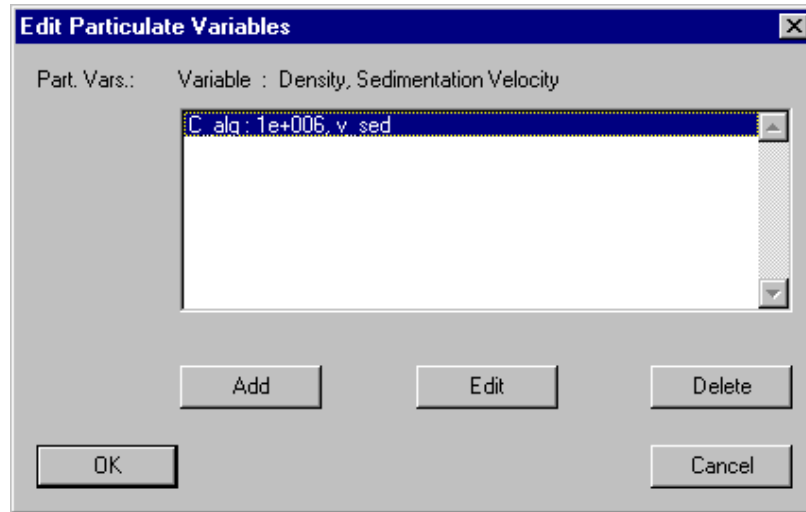 Edit Particulate Variables
Part. Vars.: Variable : Density, Sedimentation Velocity
C_alg : 1e+006, v_sed
Add Edit Delete
OK Cancel